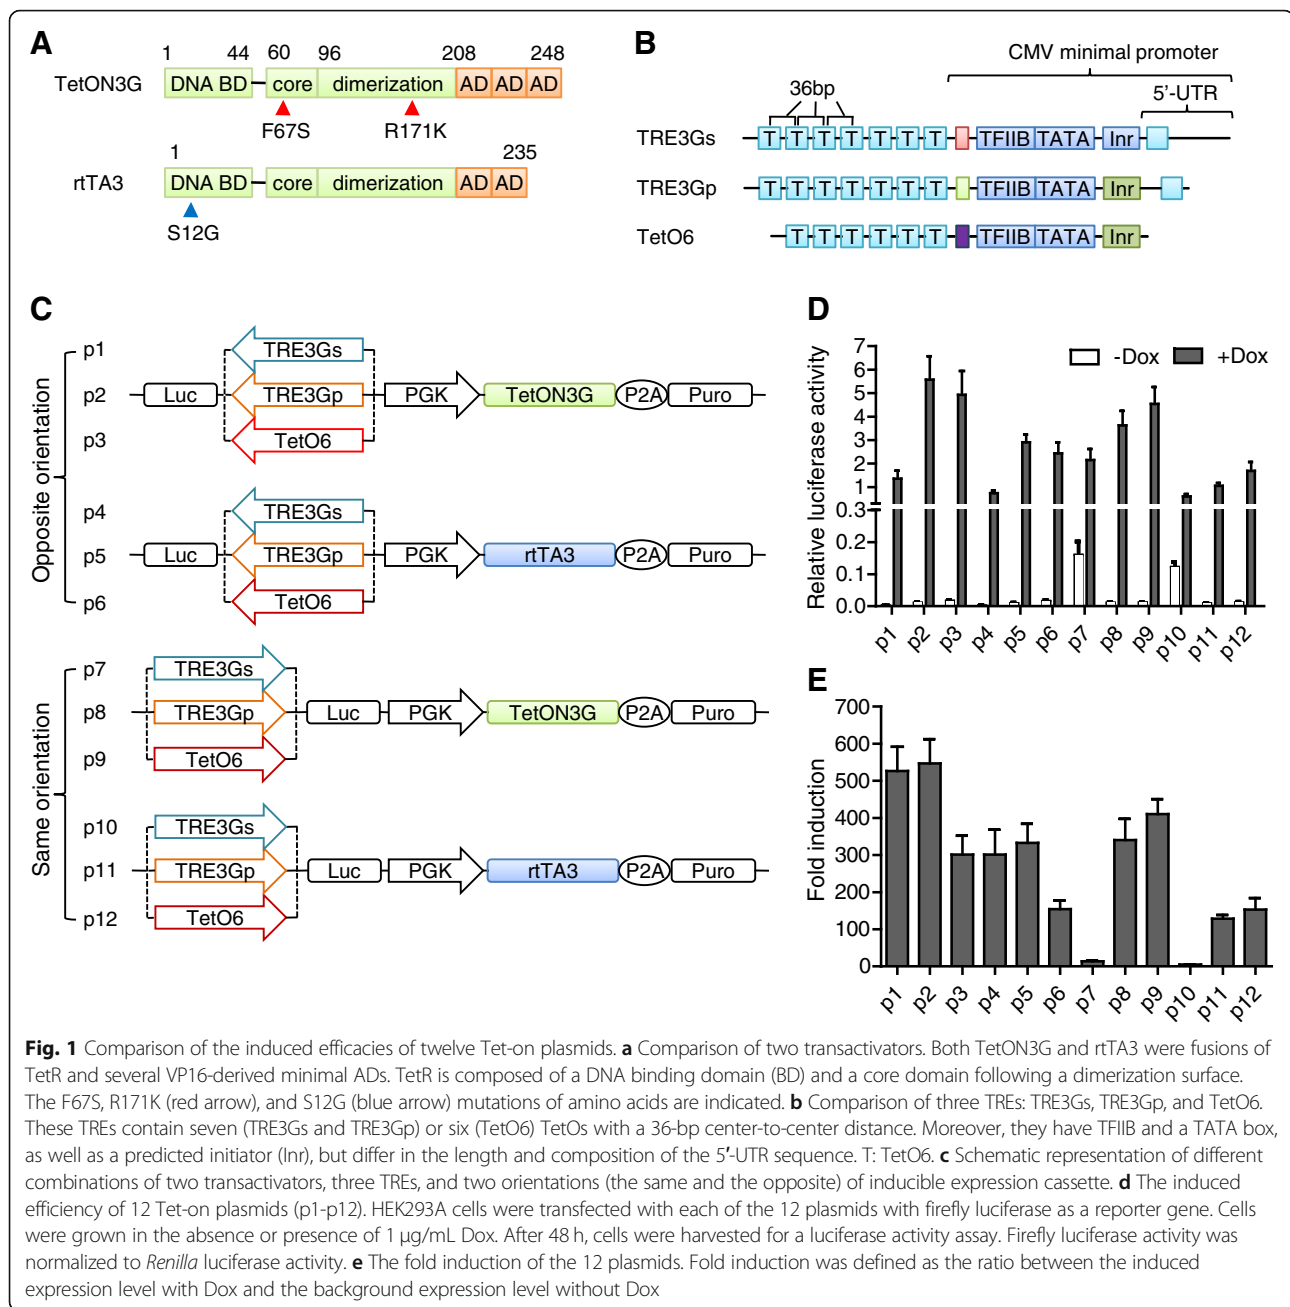 A
1 44 60 96 208 248
TetON3G DNA BD core dimerization AD AD AD
F67S R171K
1 235
rtTA3 DNA BD core dimerization AD AD
S12G
B
CMV minimal promoter
36bp 5’-UTR
TRE3Gs T T T T T T T TFIIB TATA Inr
TRE3Gp T T T T T T T TFIIB TATA Inr
TetO6 T T T T T T TFIIB TATA Inr
C
Opposite orientation
p1 TRE3Gs
p2 Luc TRE3Gp PGK TetON3G P2A Puro
p3 TetO6
p4 TRE3Gs
p5 Luc TRE3Gp PGK rtTA3 P2A Puro
p6 TetO6
Same orientation
p7 TRE3Gs
p8 TRE3Gp Luc PGK TetON3G P2A Puro
p9 TetO6
p10 TRE3Gs
p11 TRE3Gp Luc PGK rtTA3 P2A Puro
p12 TetO6
D
Relative luciferase activity
-Dox +Dox
7
6
5
4
3
2
1
0.3
0.2
0.1
0.0
p1 p2 p3 p4 p5 p6 p7 p8 p9 p10 p11 p12
E
Fold induction
700
600
500
400
300
200
100
0
p1 p2 p3 p4 p5 p6 p7 p8 p9 p10 p11 p12
Fig. 1 Comparison of the induced efficacies of twelve Tet-on plasmids. a Comparison of two transactivators. Both TetON3G and rtTA3 were fusions of
TetR and several VP16-derived minimal ADs. TetR is composed of a DNA binding domain (BD) and a core domain following a dimerization surface.
The F67S, R171K (red arrow), and S12G (blue arrow) mutations of amino acids are indicated. b Comparison of three TREs: TRE3Gs, TRE3Gp, and TetO6.
These TREs contain seven (TRE3Gs and TRE3Gp) or six (TetO6) TetOs with a 36-bp center-to-center distance. Moreover, they have TFIIB and a TATA box,
as well as a predicted initiator (Inr), but differ in the length and composition of the 5′-UTR sequence. T: TetO6. c Schematic representation of different
combinations of two transactivators, three TREs, and two orientations (the same and the opposite) of inducible expression cassette. d The induced
efficiency of 12 Tet-on plasmids (p1-p12). HEK293A cells were transfected with each of the 12 plasmids with firefly luciferase as a reporter gene. Cells
were grown in the absence or presence of 1 μg/mL Dox. After 48 h, cells were harvested for a luciferase activity assay. Firefly luciferase activity was
normalized to Renilla luciferase activity. e The fold induction of the 12 plasmids. Fold induction was defined as the ratio between the induced
expression level with Dox and the background expression level without Dox